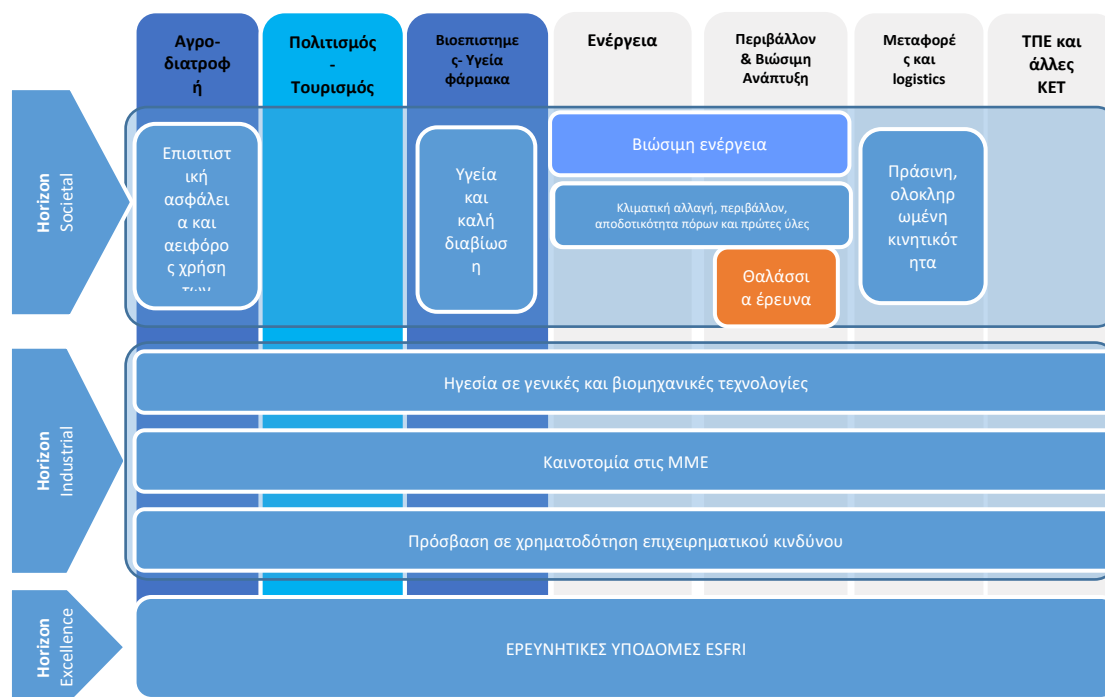 Αγρο-
διατροφ
ή
Πολιτισμός
-
Τουρισμός
Βιοεπιστημε
ς- Υγεία
φάρμακα
Ενέργεια
Περιβάλλον
& Βιώσιμη
Ανάπτυξη
Μεταφορέ
ς και
logistics
ΤΠΕ και
άλλες
ΚΕΤ
Horizon
Societal
Επισιτιστ
ική
ασφάλει
α και
αειφόρο
ς χρήση
των
Υγεία
και
καλή
διαβίωσ
η
Βιώσιμη ενέργεια
Κλιματική αλλαγή, περιβάλλον,
αποδοτικότητα πόρων και πρώτες ύλες
Θαλάσσι
α έρευνα
Πράσινη,
ολοκληρ
ωμένη
κινητικότ
ητα
Horizon
Industrial
Ηγεσία σε γενικές και βιομηχανικές τεχνολογίες
Καινοτομία στις ΜΜΕ
Πρόσβαση σε χρηματοδότηση επιχειρηματικού κινδύνου
Horizon
Excellence
ΕΡΕΥΝΗΤΙΚΕΣ ΥΠΟΔΟΜΕΣ ESFRI